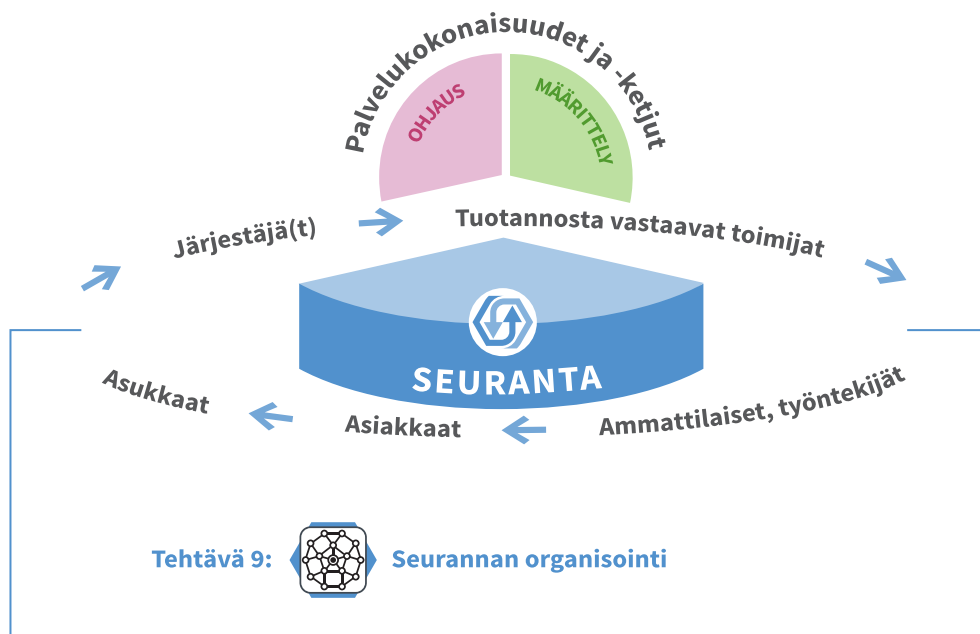 Palvelukokonaisuudet ja -ketjut
OHJAUS
MÄÄRITTELY
Järjestäjä(t)
Tuotannosta vastaavat toimijat
SEURANTA
Asukkaat
Asiakkaat
Ammattilaiset, työntekijät
Tehtävä 9:
Seurannan organisointi